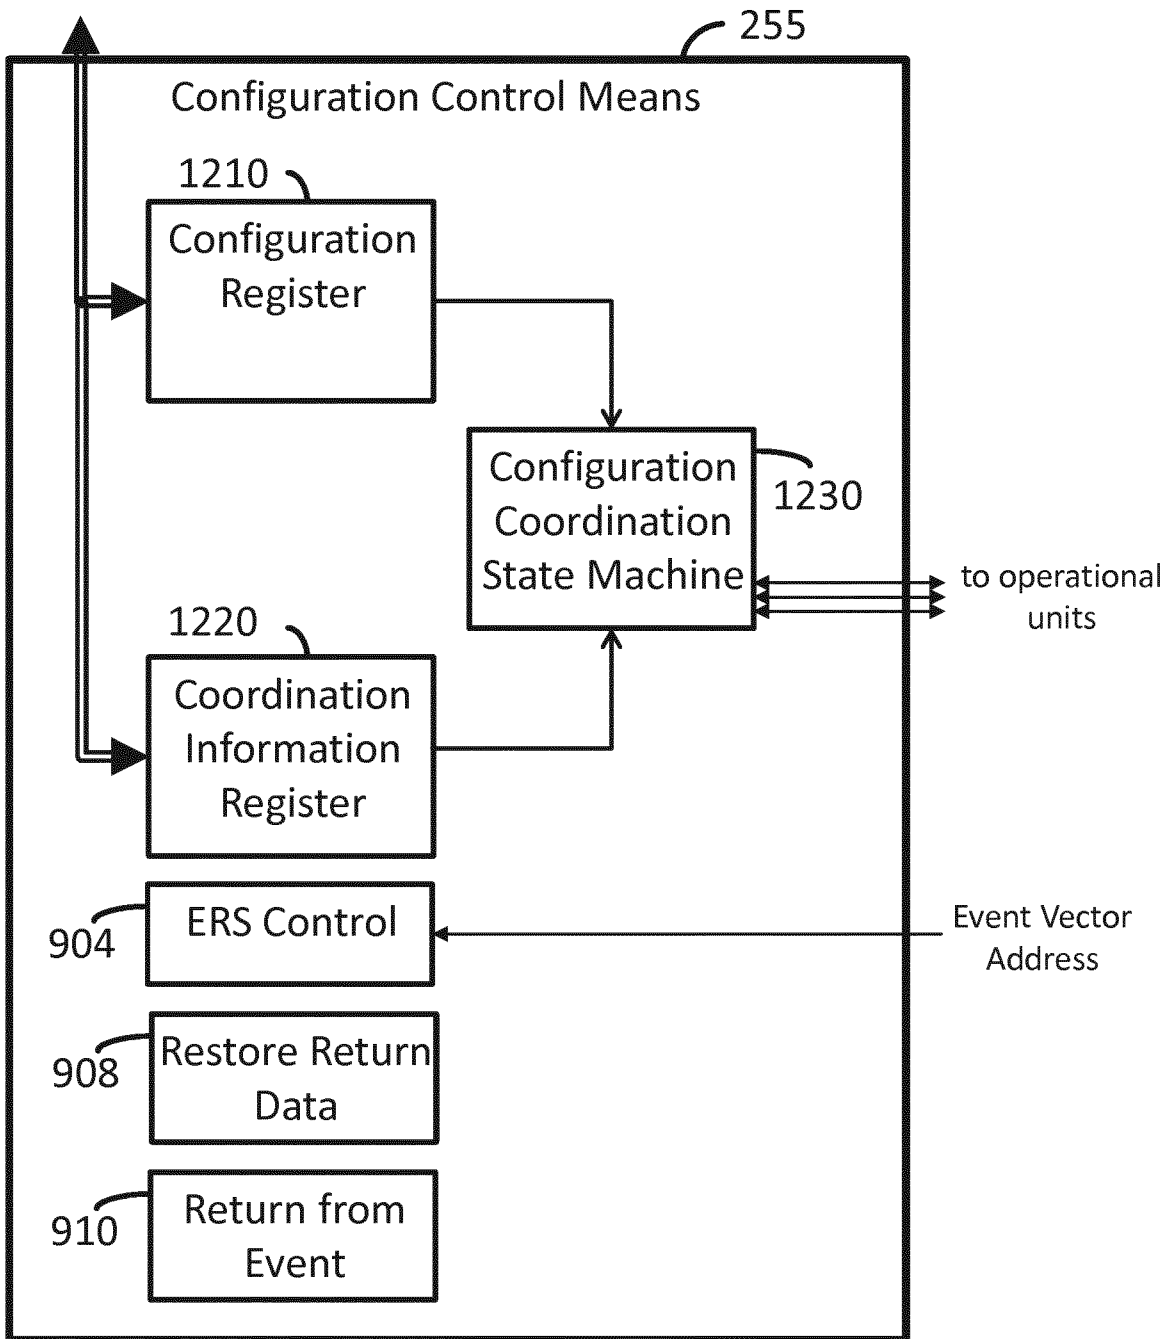 255
Configuration Control Means
1210
Configuration
Register
Configuration
Coordination
State Machine
1230
to operational
units
1220
Coordination
Information
Register
ERS Control
904
Event Vector
Address
Restore Return
Data
908
Return from
Event
910